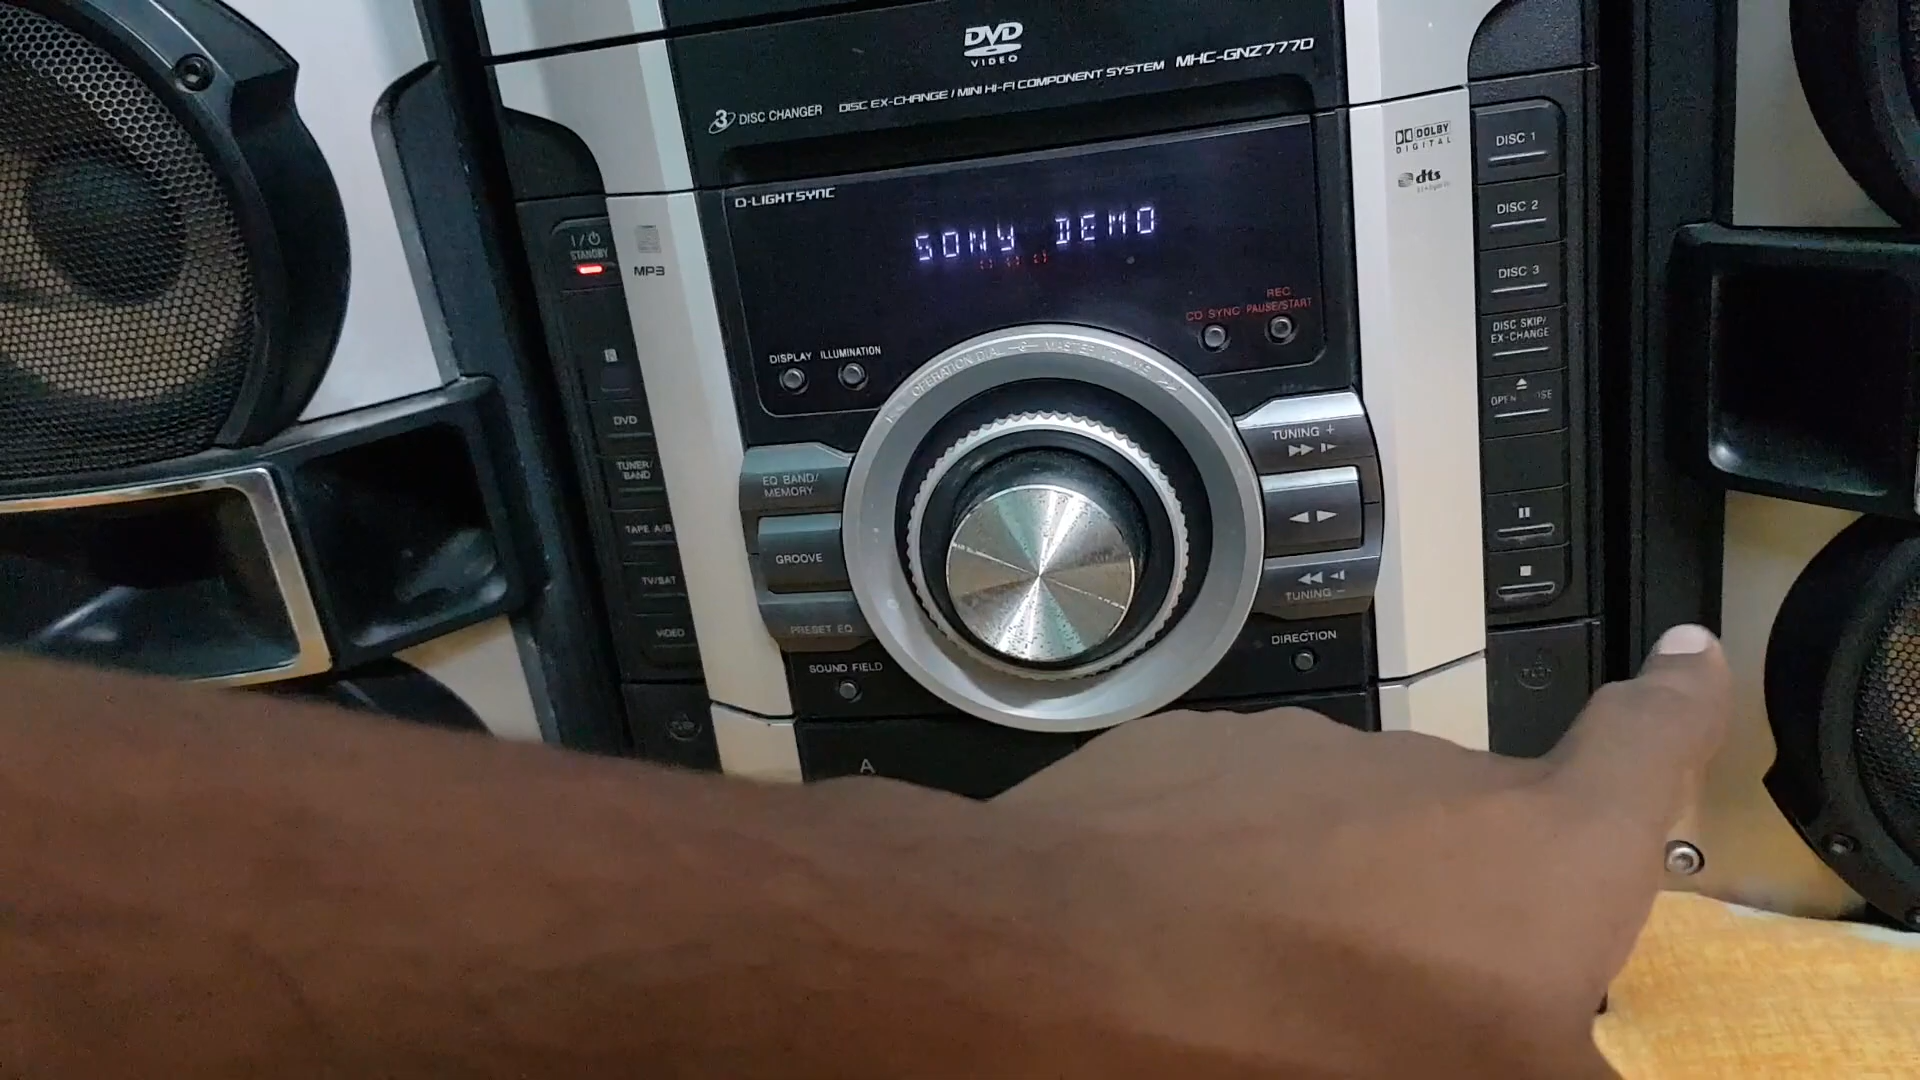 DVD
VIDEO
3 DISC CHANGER
DISC EX-CHANGE / MINI HI-FI COMPONENT SYSTEM MHC-GNZ777D
D-LIGHTSYNC
SONY DEMO
I/⏻
STANDBY
MP3
DOLBY
DIGITAL
dts
DISC 1
DISC 2
DISC 3
DISC SKIP/
EX-CHANGE
CD SYNC
REC
PAUSE/START
DISPLAY
ILLUMINATION
OPERATION DIAL
MASTER VOLUME
DVD
TUNER/
BAND
TAPE A/B
TV/SAT
VIDEO
EQ BAND/
MEMORY
GROOVE
PRESET EQ
SOUND FIELD
TUNING +
TUNING –
DIRECTION
A